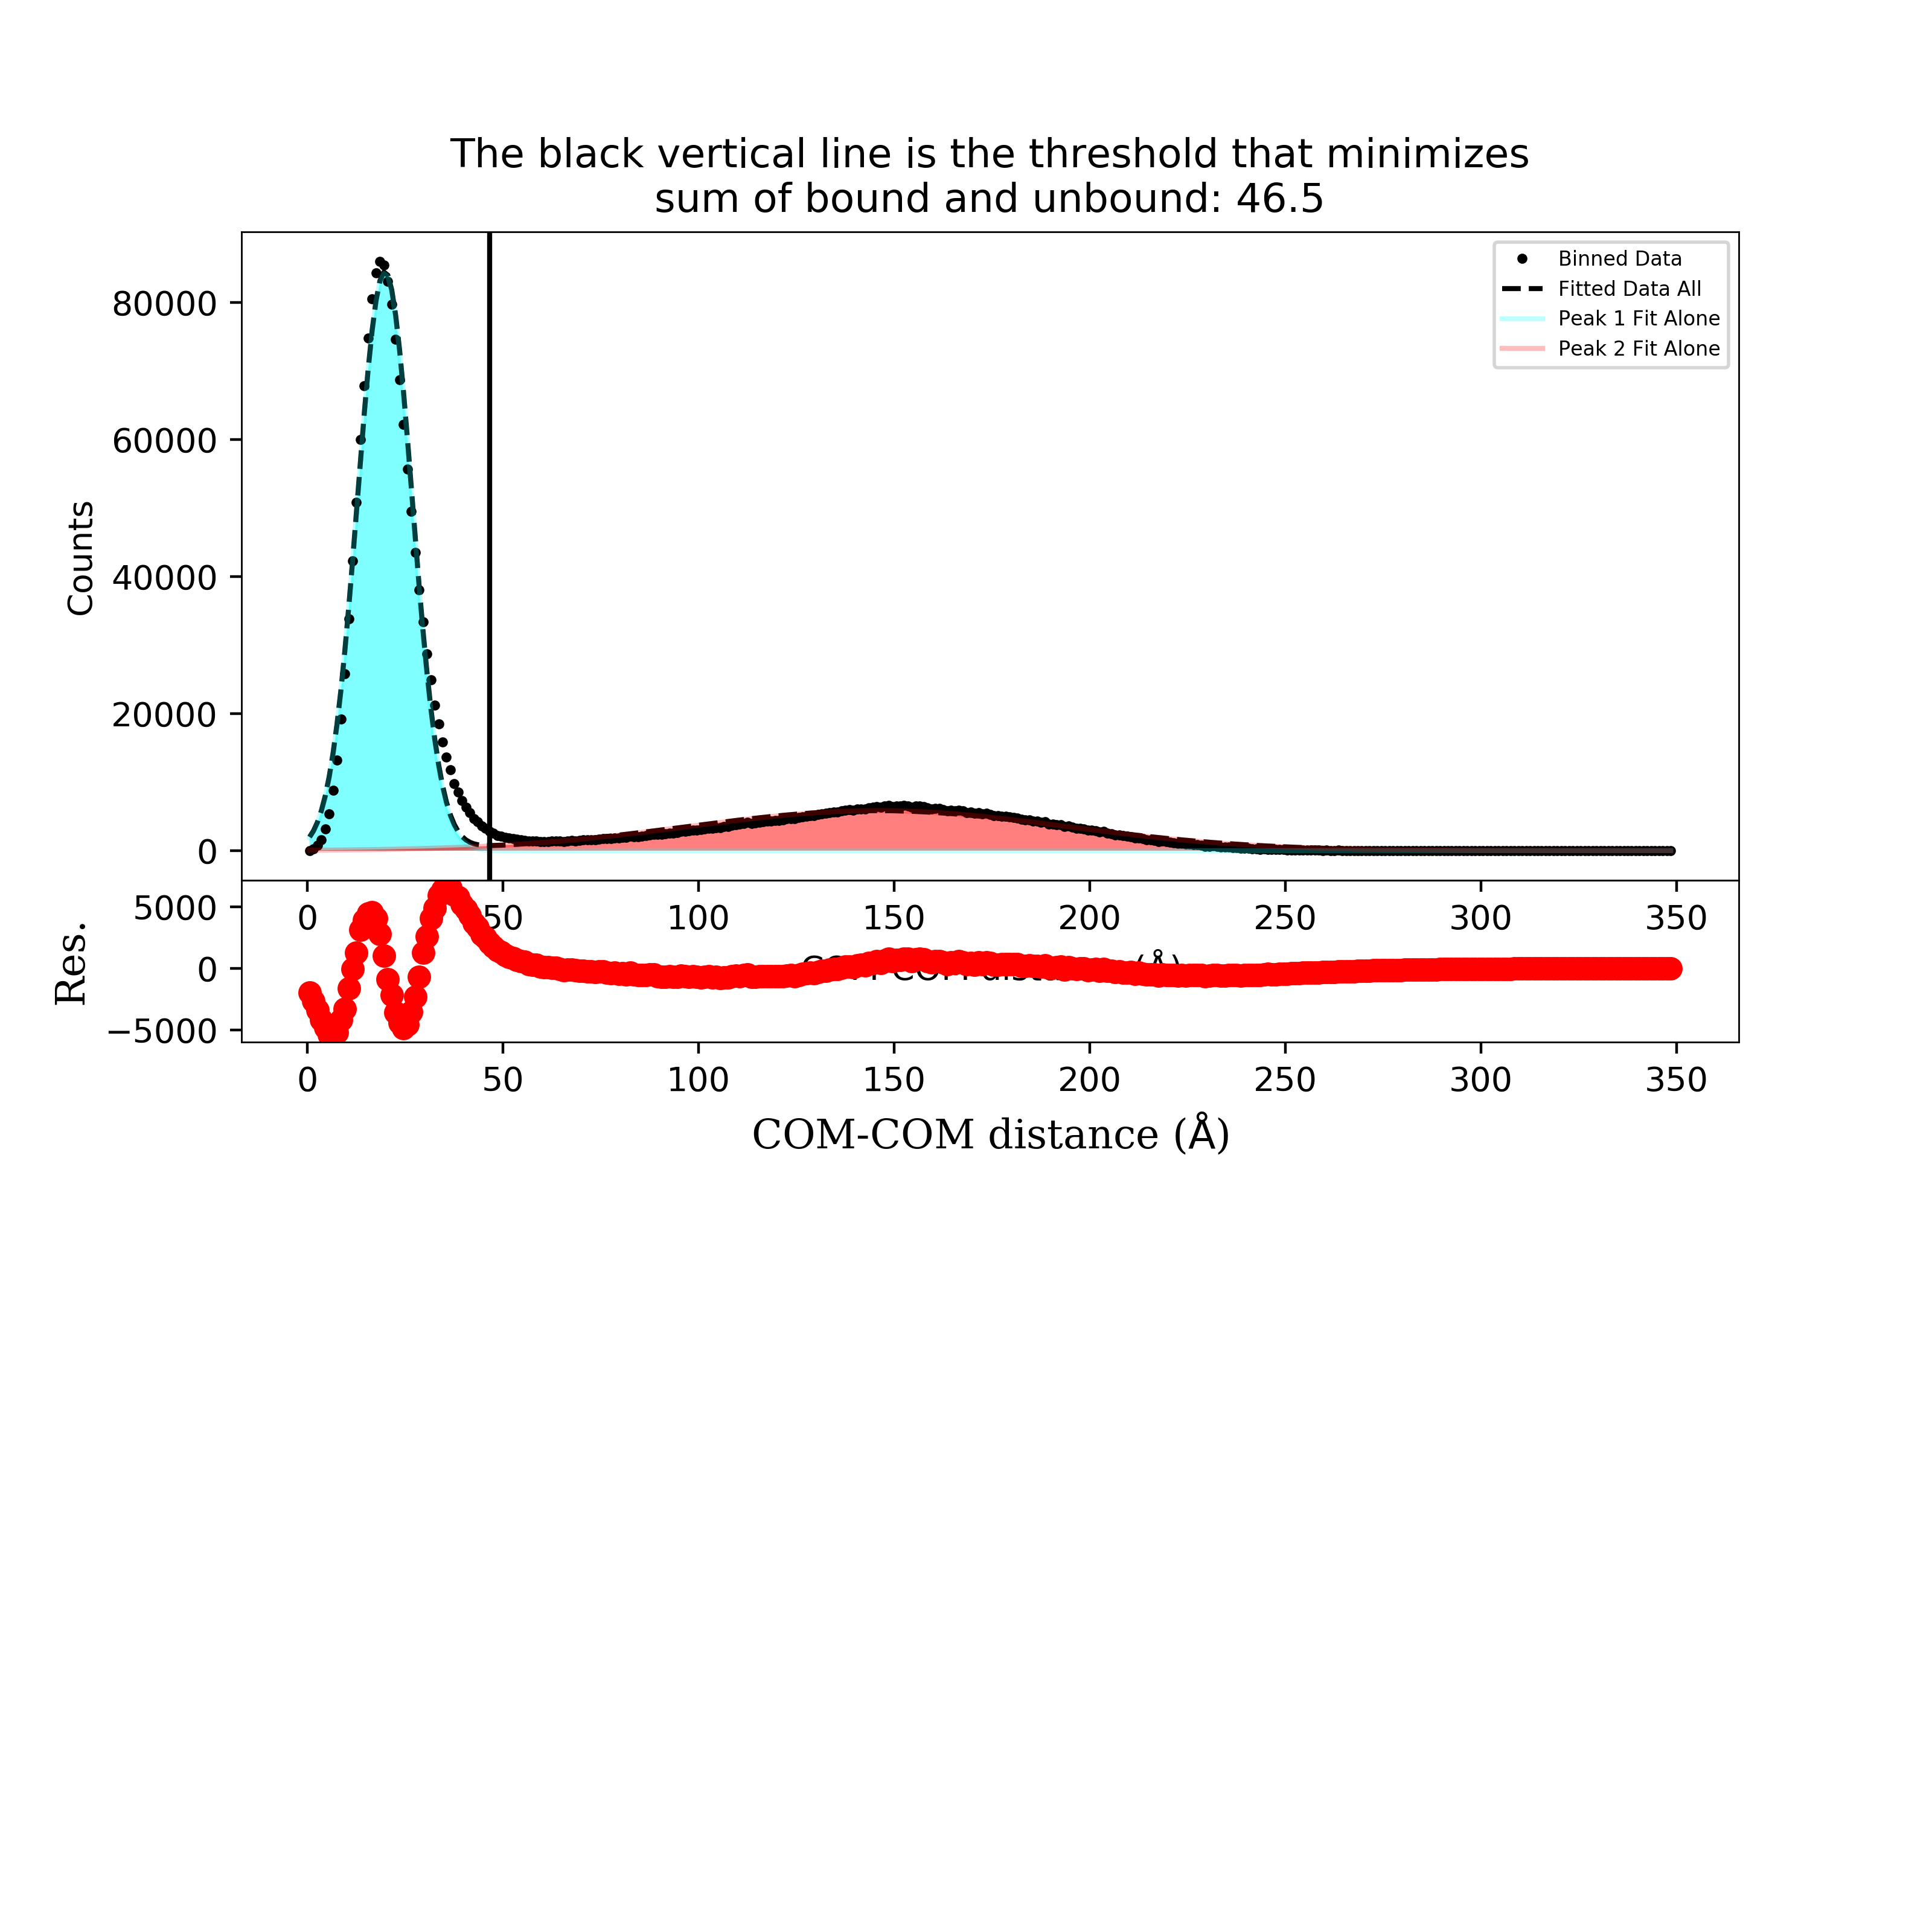 The black vertical line is the threshold that minimizes
sum of bound and unbound: 46.5
Binned Data
Fitted Data All
Peak 1 Fit Alone
Peak 2 Fit Alone
80000
60000
40000
20000
0
Counts
0 50 100 150 200 250 300 350
5000
0
−5000
Res.
(Å)
0 50 100 150 200 250 300 350
COM-COM distance (Å)